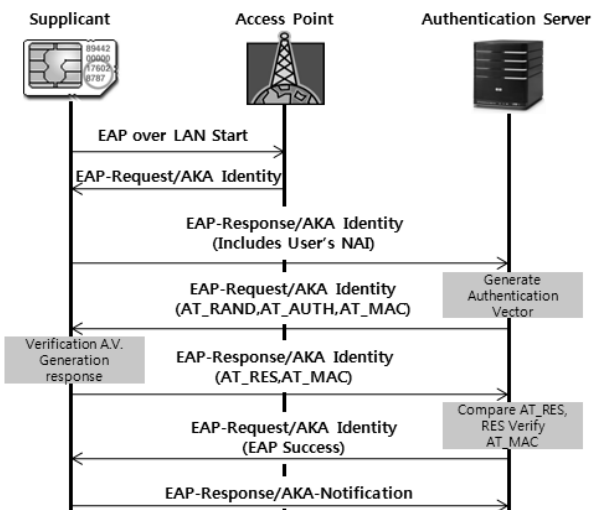 Supplicant
Access Point
Authentication Server
89442
00000
17602
8787
EAP over LAN Start
EAP-Request/AKA Identity
EAP-Response/AKA Identity
(Includes User's NAI)
EAP-Request/AKA Identity
(AT_RAND,AT_AUTH,AT_MAC)
Generate
Authentication
Vector
Verification A.V.
Generation
response
EAP-Response/AKA Identity
(AT_RES,AT_MAC)
Compare AT_RES,
RES Verify
AT_MAC
EAP-Request/AKA Identity
(EAP Success)
EAP-Response/AKA-Notification